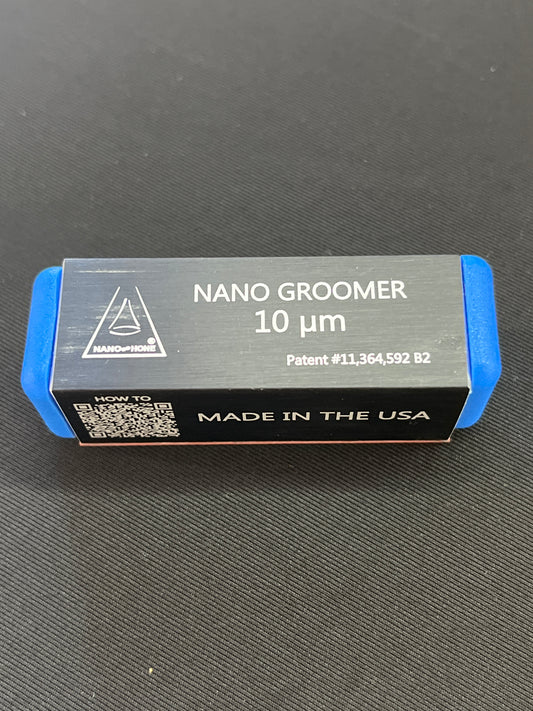 NANO GROOMER
10 µm
Patent #11,364,592 B2
NANO HONE ®
HOW TO
MADE IN THE USA